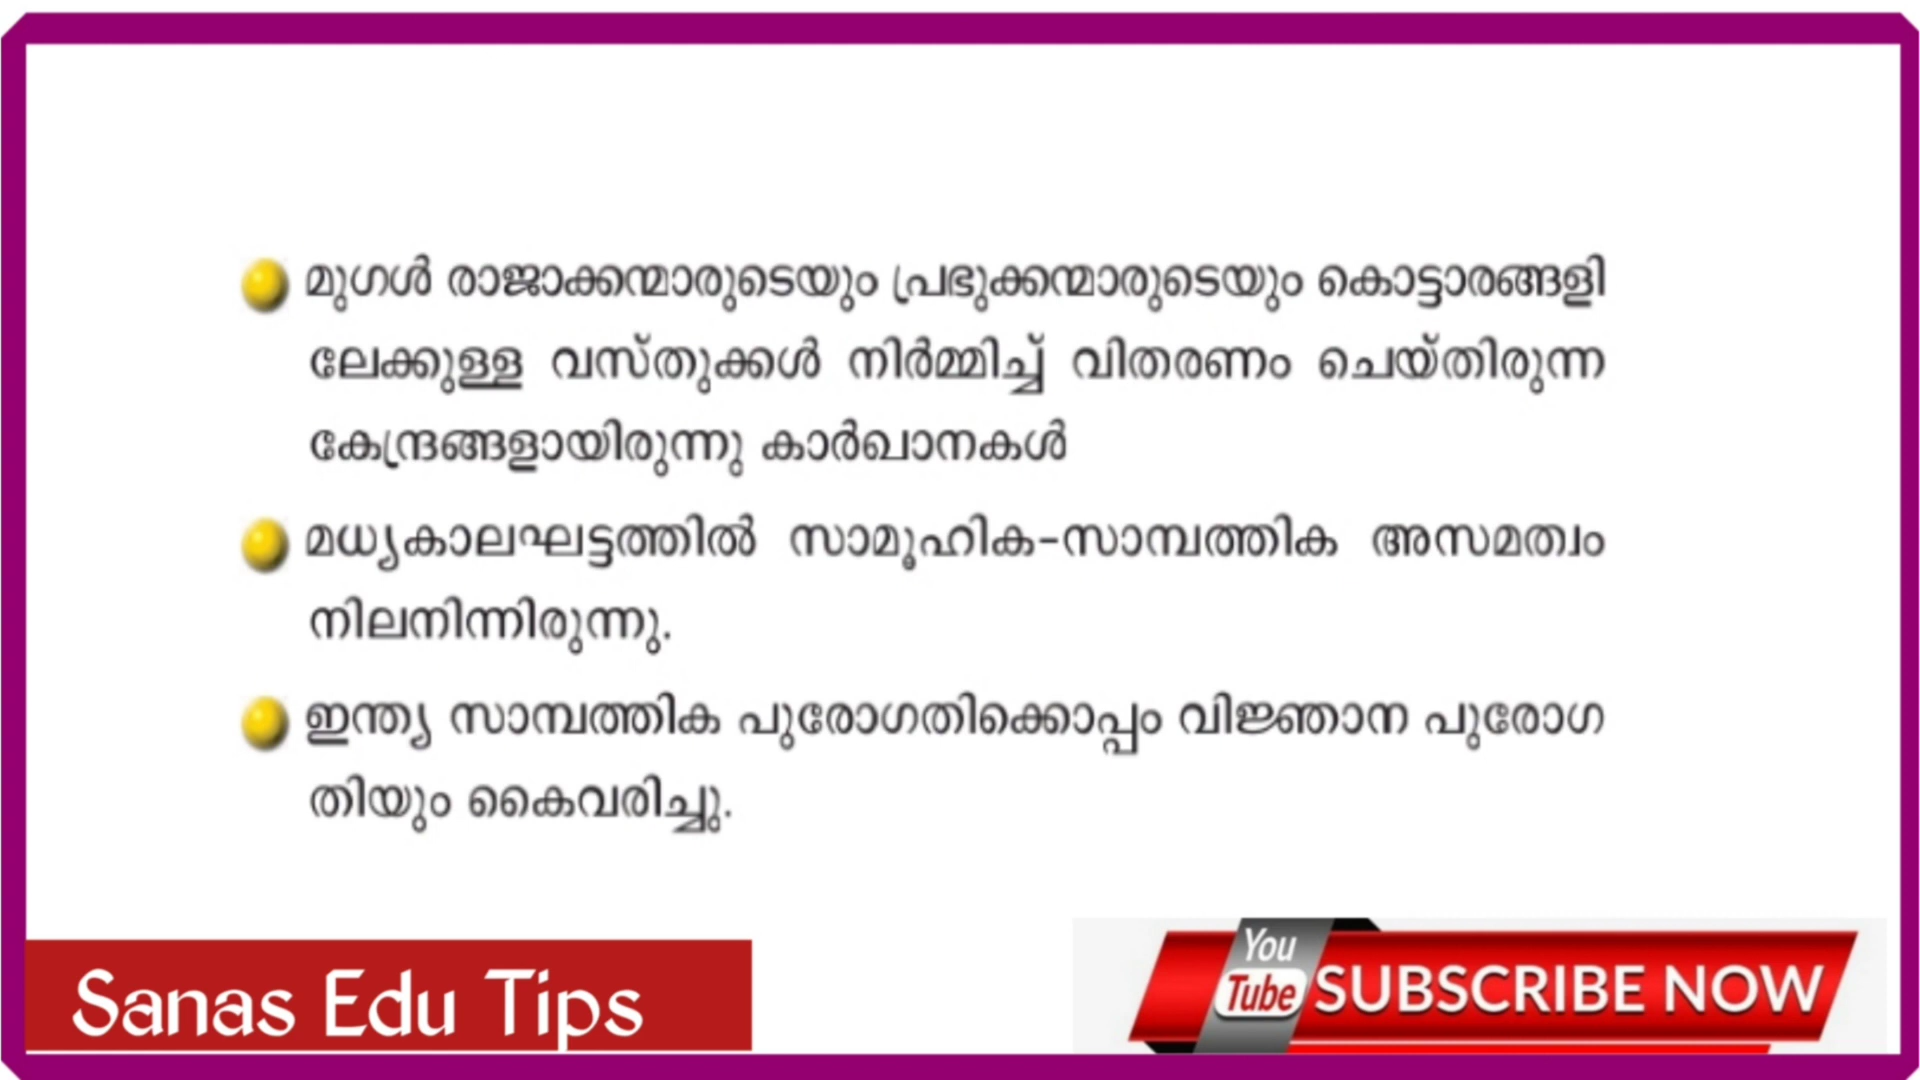 മുഗൾ രാജാക്കന്മാരുടെയും പ്രഭുക്കന്മാരുടെയും കൊട്ടാരങ്ങളി
ലേക്കുള്ള വസ്തുക്കൾ നിർമ്മിച്ച് വിതരണം ചെയ്തിരുന്ന
കേന്ദ്രങ്ങളായിരുന്നു കാർഖാനകൾ
മധ്യകാലഘട്ടത്തിൽ സാമൂഹിക-സാമ്പത്തിക അസമത്വം
നിലനിന്നിരുന്നു.
ഇന്ത്യ സാമ്പത്തിക പുരോഗതിക്കൊപ്പം വിജ്ഞാന പുരോഗ
തിയും കൈവരിച്ചു.
Sanas Edu Tips
You
Tube SUBSCRIBE NOW